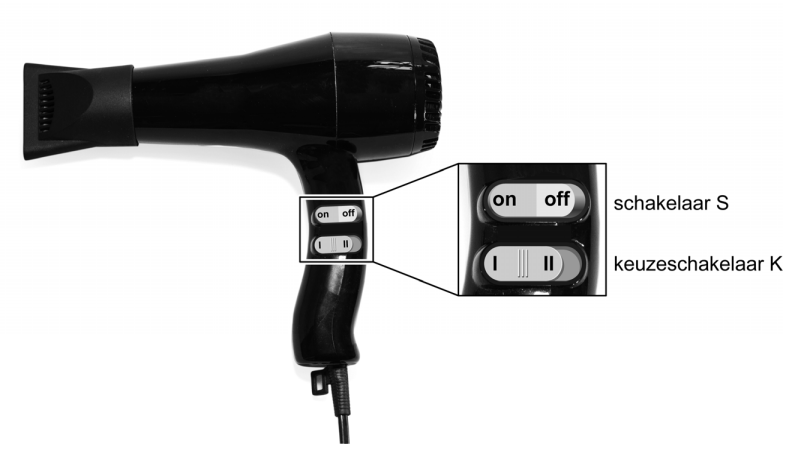 on off
I II
on off
schakelaar S
I II
keuzeschakelaar K